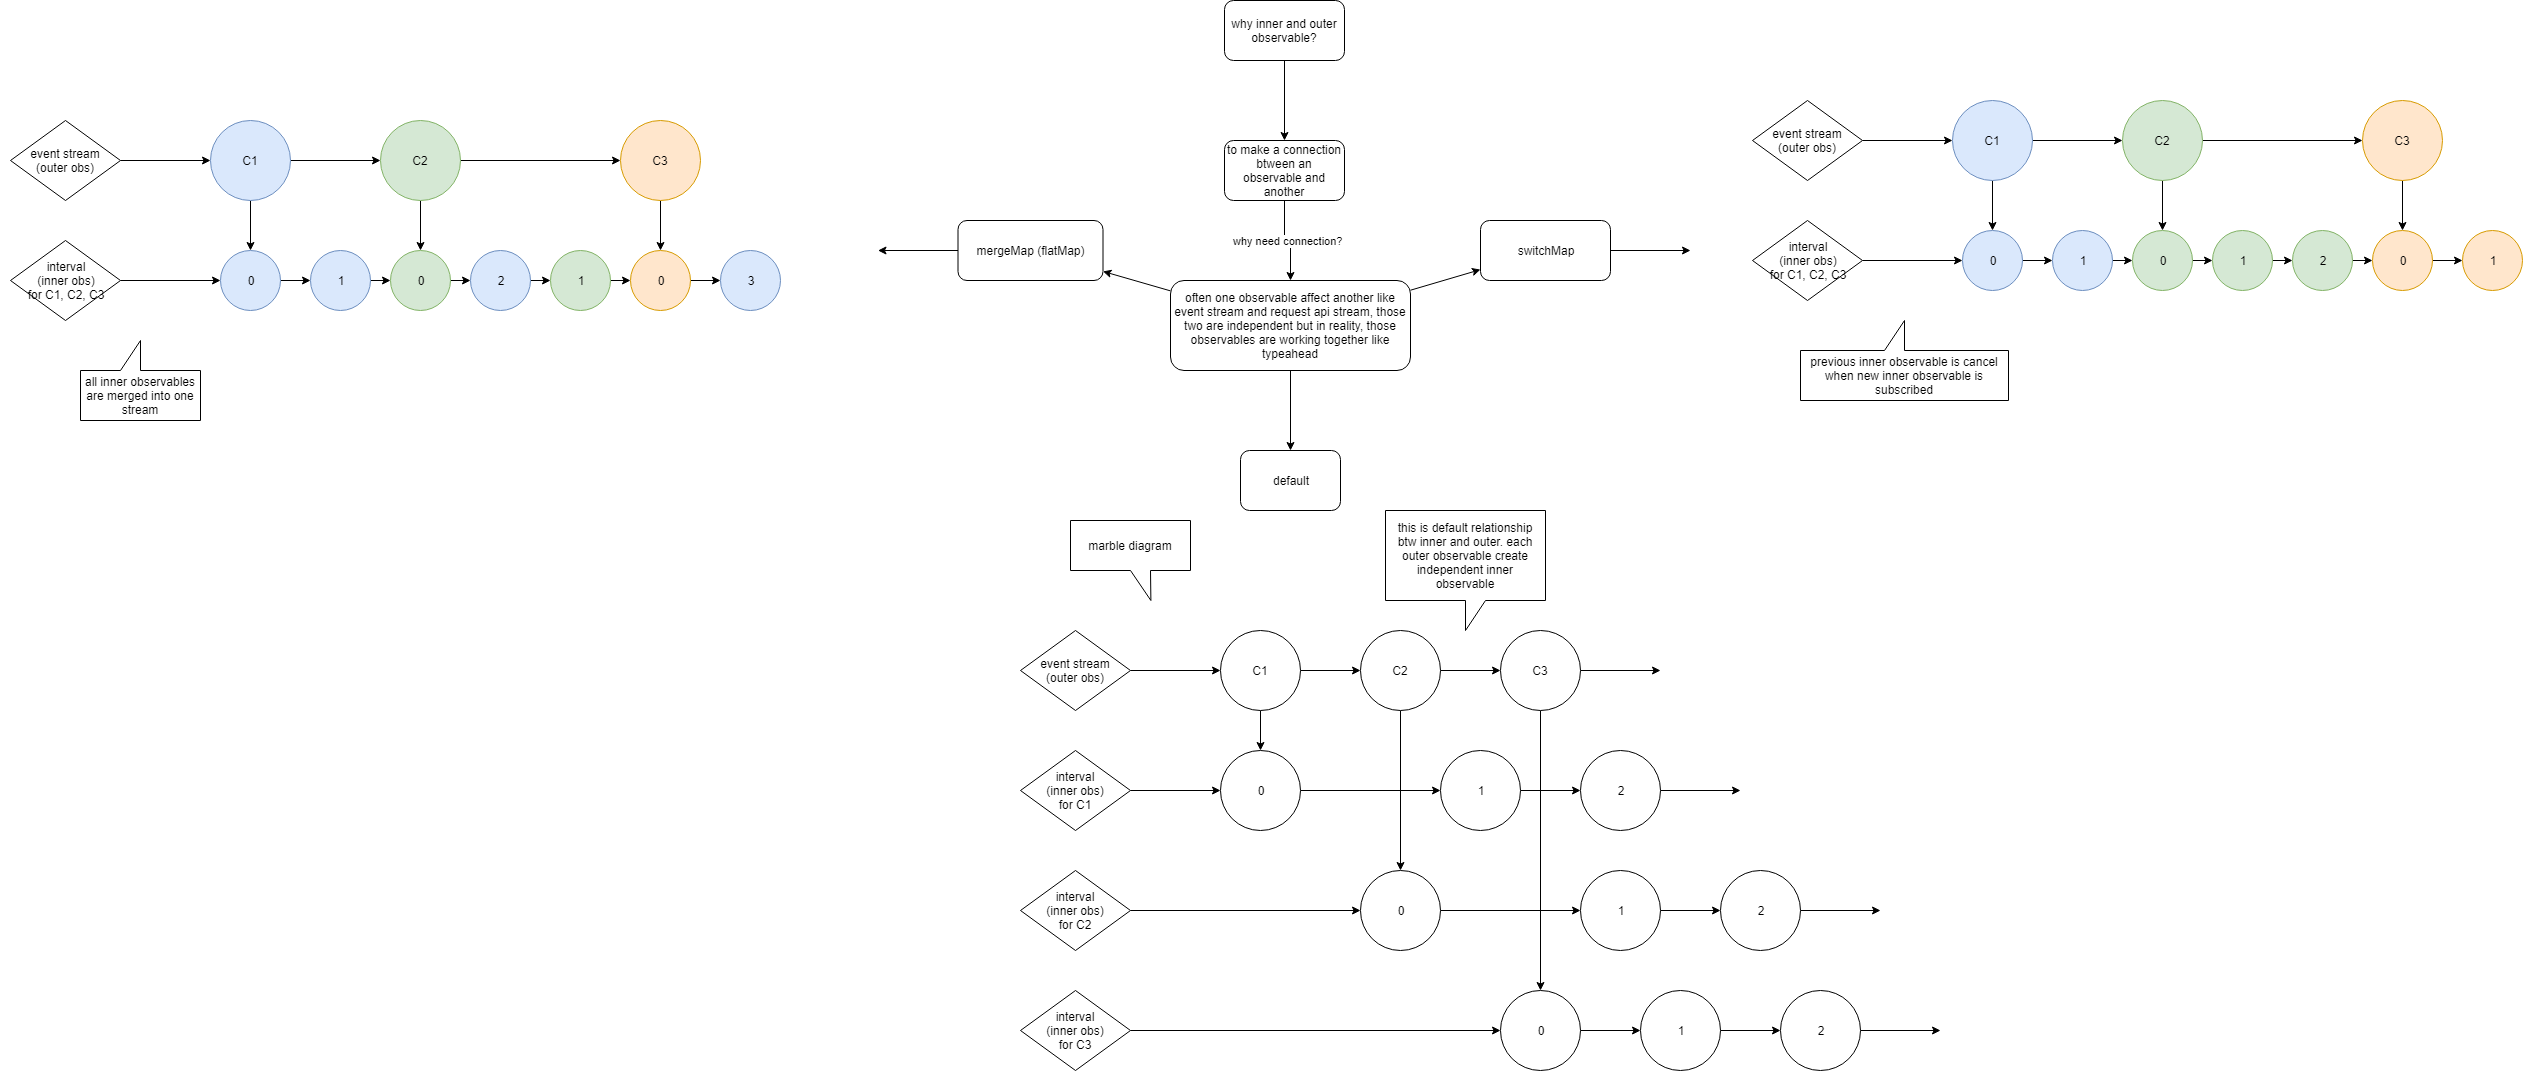 why inner and outer
observable?
to make a connection
btween an
observable and
another
why need connection?
often one observable affect another like
event stream and request api stream, those
two are independent but in reality, those
observables are working together like
typeahead
mergeMap (flatMap)
switchMap
default
event stream
(outer obs)
C1
C2
C3
interval
(inner obs)
for C1, C2, C3
0
1
0
2
1
0
3
all inner observables
are merged into one
stream
event stream
(outer obs)
C1
C2
C3
interval
(inner obs)
for C1, C2, C3
0
1
0
1
2
0
1
previous inner observable is cancel
when new inner observable is
subscribed
marble diagram
this is default relationship
btw inner and outer. each
outer observable create
independent inner
observable
event stream
(outer obs)
C1
C2
C3
interval
(inner obs)
for C1
0
1
2
interval
(inner obs)
for C2
0
1
2
interval
(inner obs)
for C3
0
1
2